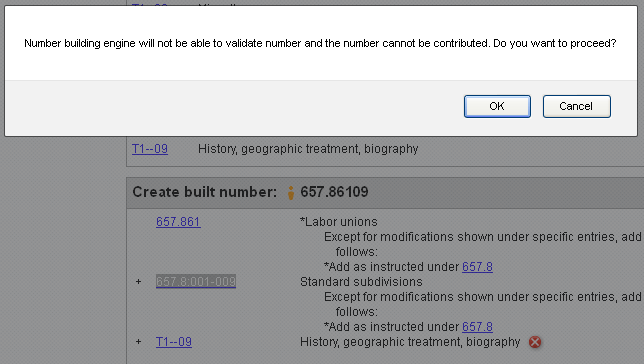 Number building engine will not be able to validate number and the number cannot be contributed. Do you want to proceed?
OK Cancel
T1--09 History, geographic treatment, biography
Create built number: 657.86109
657.861 *Labor unions
Except for modifications shown under specific entries, add
follows:
*Add as instructed under 657.8
+ 657.8:001-009 Standard subdivisions
Except for modifications shown under specific entries, add
follows:
*Add as instructed under 657.8
+ T1--09 History, geographic treatment, biography